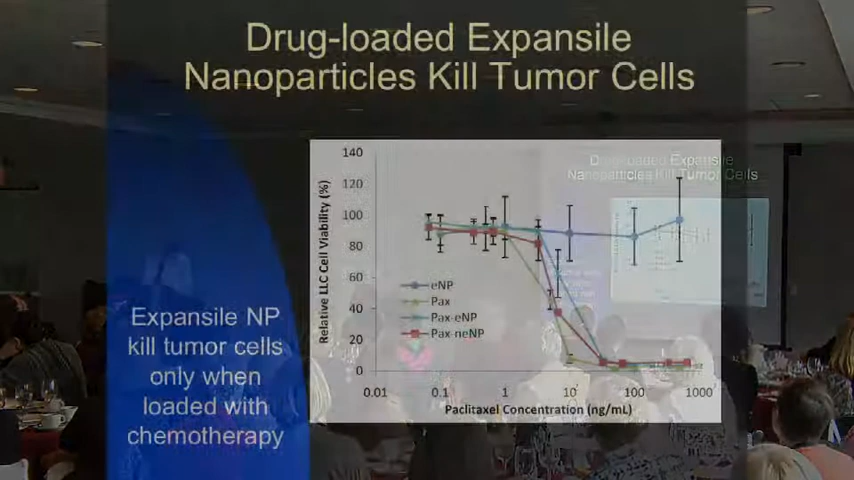 Drug-loaded Expansile
Nanoparticles Kill Tumor Cells
Expansile NP
kill tumor cells
only when
loaded with
chemotherapy
Relative LLC Cell Viability (%)
140
120
100
80
60
40
20
0
eNP
Pax
Pax-eNP
Pax-neNP
0.01
0.1
1
10
100
1000
Paclitaxel Concentration (ng/mL)
Drug-loaded Expansile
Nanoparticles Kill Tumor Cells